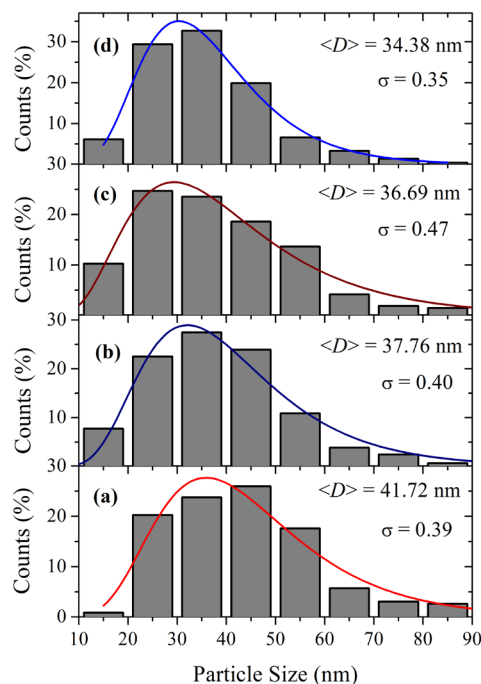 (d)
<D> = 34.38 nm
σ = 0.35
Counts (%)
30
20
10
30
(c)
<D> = 36.69 nm
σ = 0.47
Counts (%)
20
10
30
(b)
<D> = 37.76 nm
σ = 0.40
Counts (%)
20
10
30
(a)
<D> = 41.72 nm
σ = 0.39
Counts (%)
20
10
0
10 20 30 40 50 60 70 80 90
Particle Size (nm)